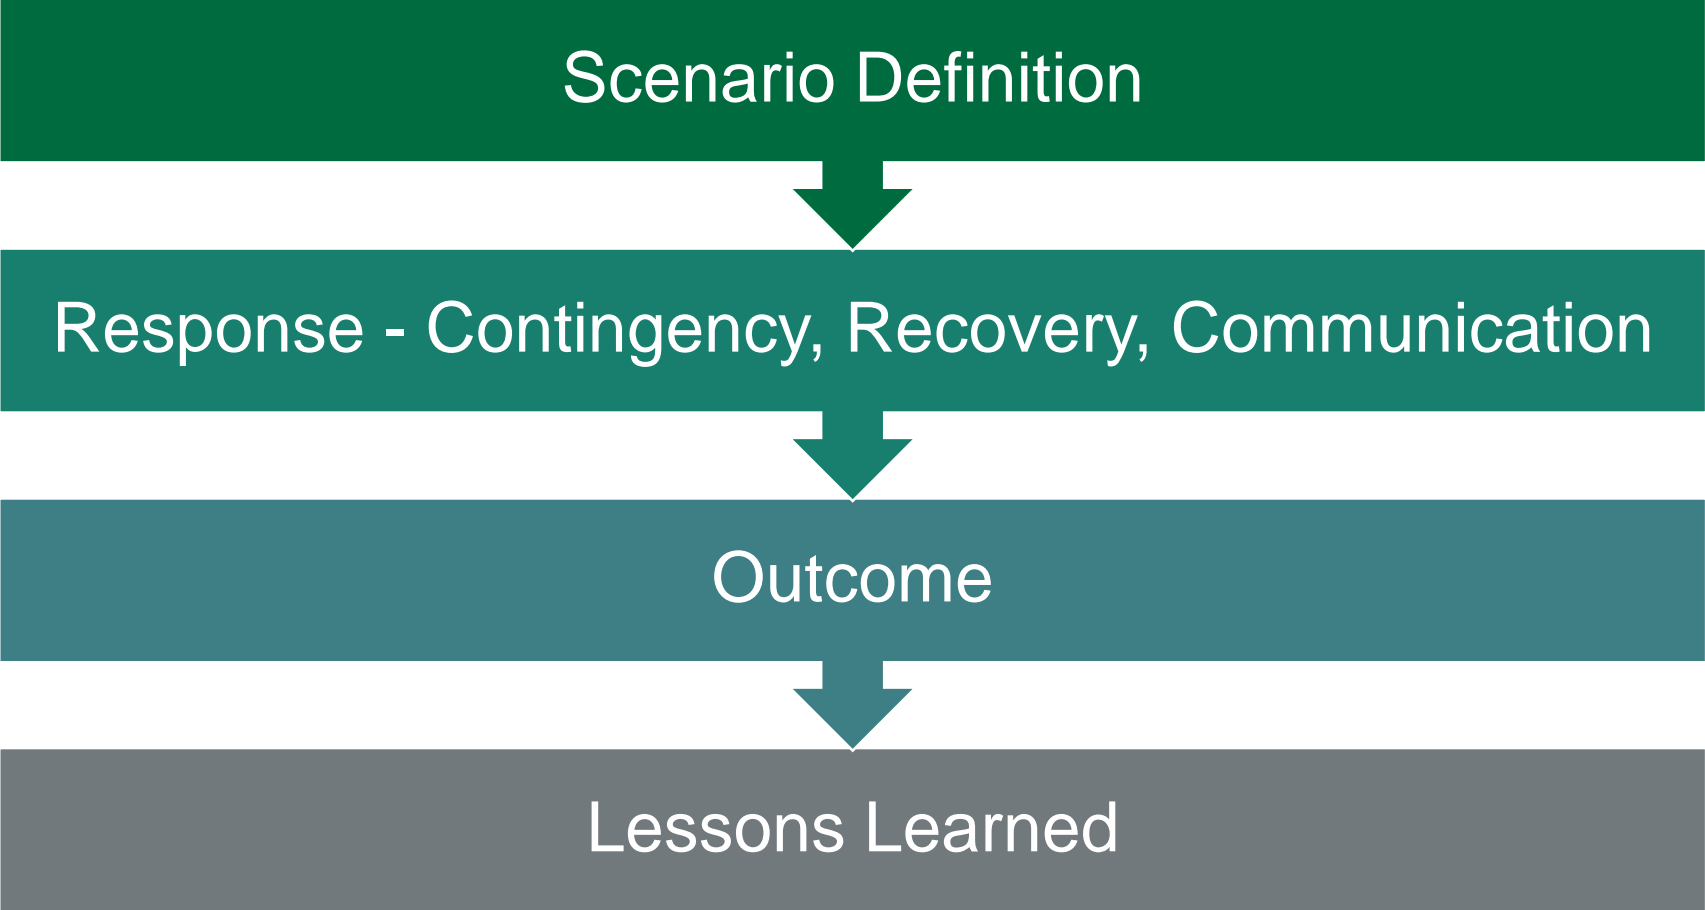 Scenario Definition
Response - Contingency, Recovery, Communication
Outcome
Lessons Learned